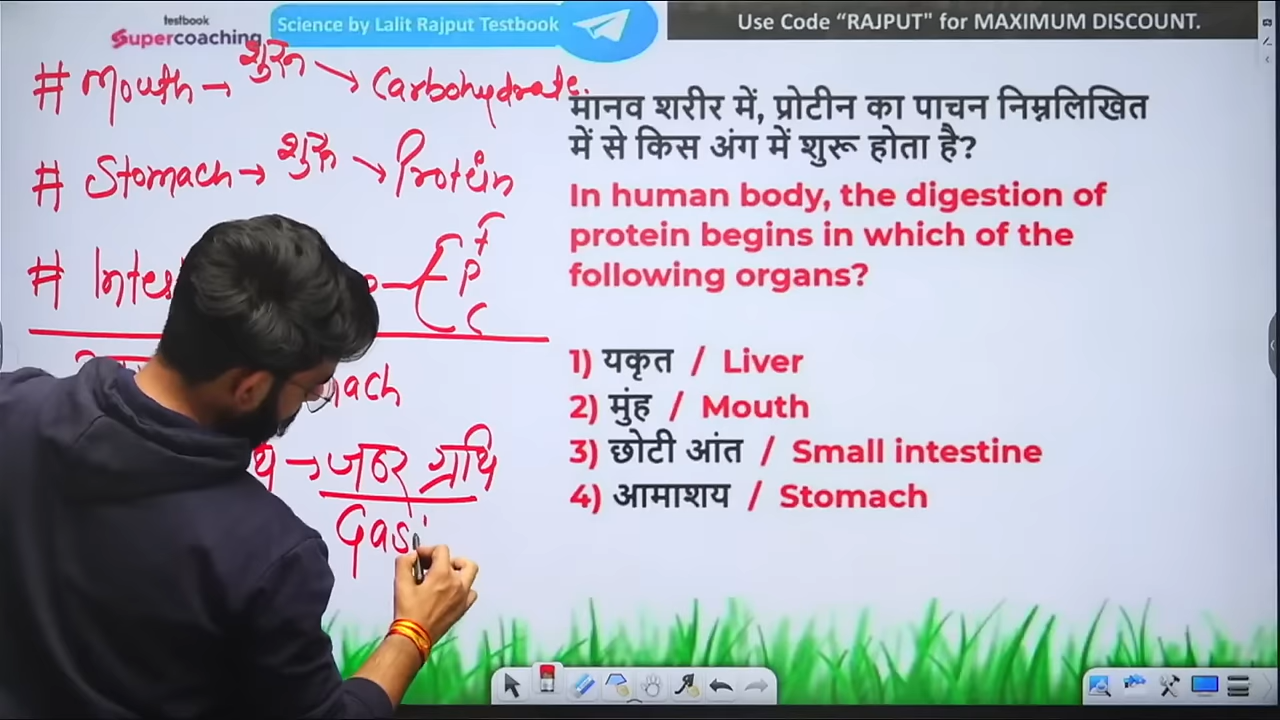 testbook
Supercoaching
Science by Lalit Rajput Testbook
Use Code “RAJPUT" for MAXIMUM DISCOUNT.
# Mouth → शुरू → Carbohydrate.
# Stomach → शुरू → Protein
# Intes
F
P
C
mach
→ जठर ग्रंथि
Gas
मानव शरीर में, प्रोटीन का पाचन निम्नलिखित
में से किस अंग में शुरू होता है?
In human body, the digestion of
protein begins in which of the
following organs?
1) यकृत / Liver
2) मुंह / Mouth
3) छोटी आंत / Small intestine
4) आमाशय / Stomach